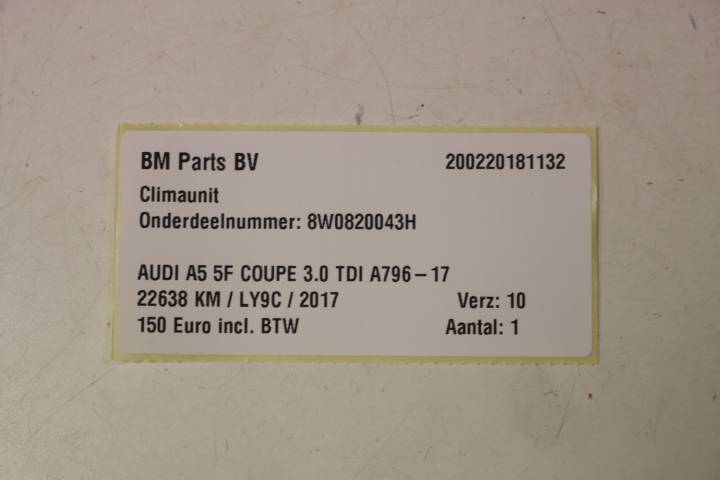 BM Parts BV 200220181132
Climaunit
Onderdeelnummer: 8W0820043H
AUDI A5 5F COUPE 3.0 TDI A796-17
22638 KM / LY9C / 2017 Verz: 10
150 Euro incl. BTW Aantal: 1